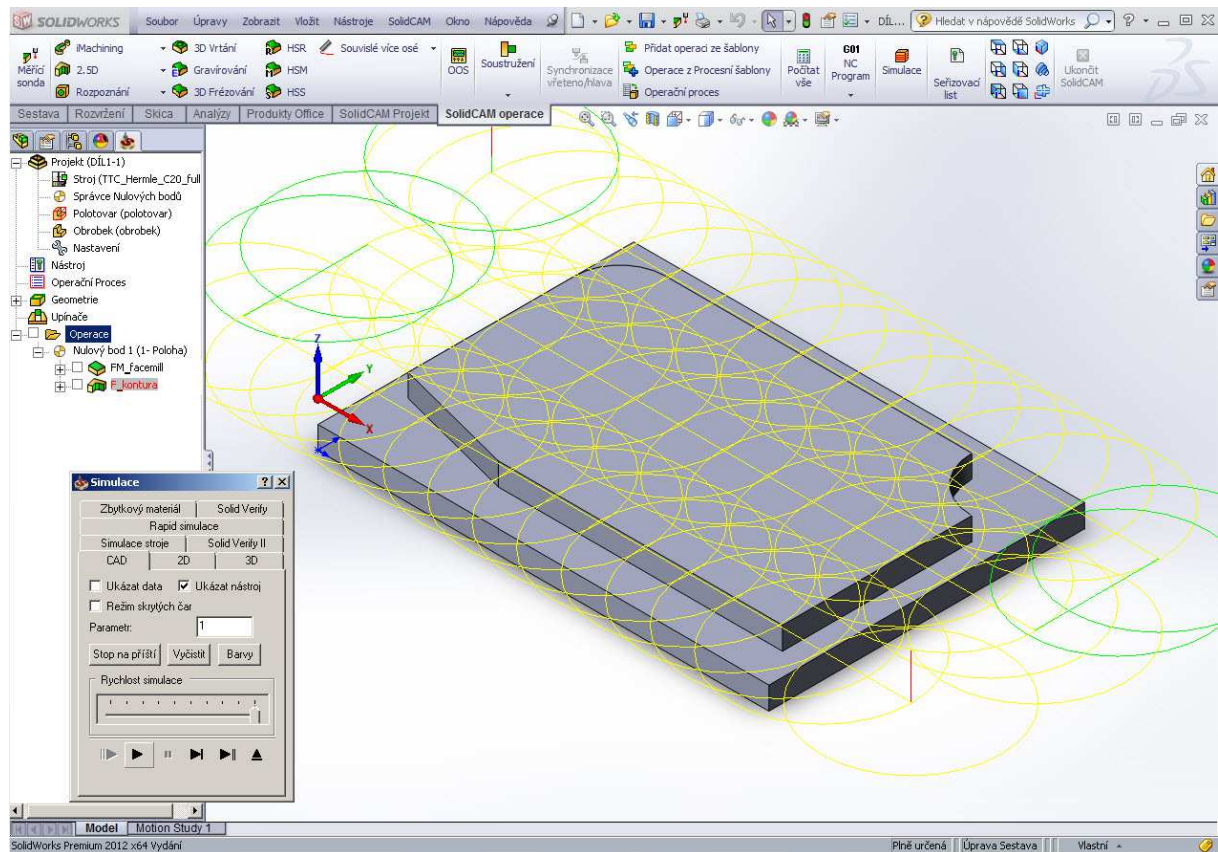 SOLIDWORKS Soubor Úpravy Zobrazit Vložit Nástroje SolidCAM Okno Nápověda DÍL... Hledat v nápovědě SolidWorks
iMachining 3D Vrtání HSR Souvislé více osé
Měřící sonda 2.5D Gravírování HSM
Rozpoznání 3D Frézování HSS
OOS Soustružení Synchronizace vřeteno/hlava
Přidat operaci ze šablony
Operace z Procesní šablony
Operační proces
Počítat vše G01 NC Program Simulace Seřizovací list Ukončit SolidCAM
Sestava Rozvržení Skica Analýzy Produkty Office SolidCAM Projekt SolidCAM operace
Projekt (DÍL1-1)
Stroj (TTC_Hermle_C20_full
Správce Nulových bodů
Polotovar (polotovar)
Obrobek (obrobek)
Nastavení
Nástroj
Operační Proces
Geometrie
Upínače
Operace
Nulový bod 1 (1- Poloha)
FM_facemill
F_kontura
Z
Y
X
Simulace
Zbytkový materiál Solid Verify
Rapid simulace
Simulace stroje Solid Verify II
CAD 2D 3D
Ukázat data Ukázat nástroj
Režim skrytých čar
Parametr: 1
Stop na příští Vyčistit Barvy
Rychlost simulace
Model Motion Study 1
SolidWorks Premium 2012 x64 Vydání Plně určená Úprava Sestava Vlastní